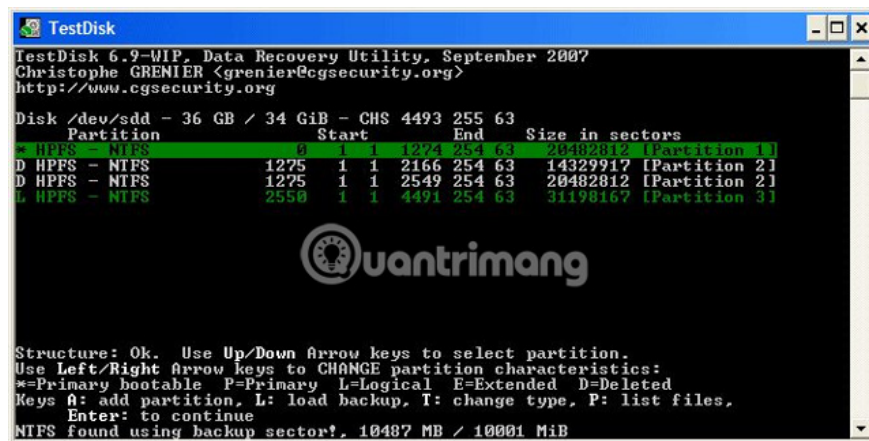 TestDisk
TestDisk 6.9-WIP, Data Recovery Utility, September 2007
Christophe GRENIER <grenier@cgsecurity.org>
http://www.cgsecurity.org
Disk /dev/sdd - 36 GB / 34 GiB - CHS 4493 255 63
Partition Start End Size in sectors
* HPFS - NTFS 0 1 1 1274 254 63 20482812 [Partition 1]
D HPFS - NTFS 1275 1 1 2166 254 63 14329917 [Partition 2]
D HPFS - NTFS 1275 1 1 2549 254 63 20482812 [Partition 2]
L HPFS - NTFS 2550 1 1 4491 254 63 31198167 [Partition 3]
Quantrimang
Structure: Ok. Use Up/Down Arrow keys to select partition.
Use Left/Right Arrow keys to CHANGE partition characteristics:
*=Primary bootable P=Primary L=Logical E=Extended D=Deleted
Keys A: add partition, L: load backup, T: change type, P: list files,
Enter: to continue
NTFS found using backup sector!, 10487 MB / 10001 MiB